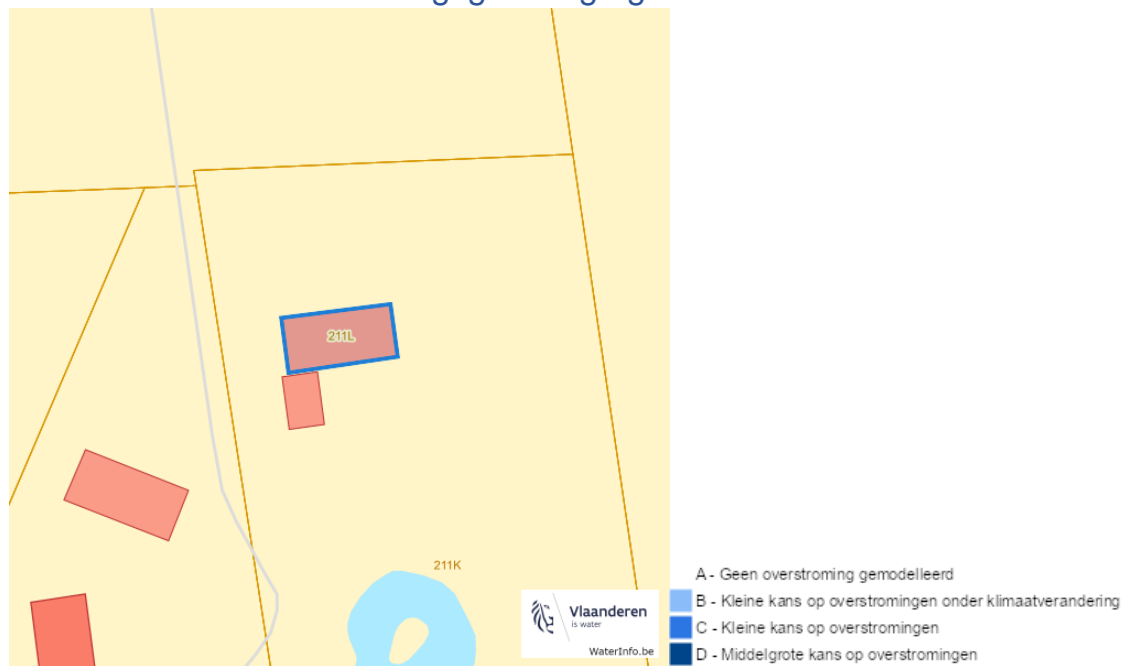 211L
211K
Vlaanderen
is water
WaterInfo.be
A - Geen overstroming gemodelleerd
B - Kleine kans op overstromingen onder klimaatverandering
C - Kleine kans op overstromingen
D - Middelgrote kans op overstromingen